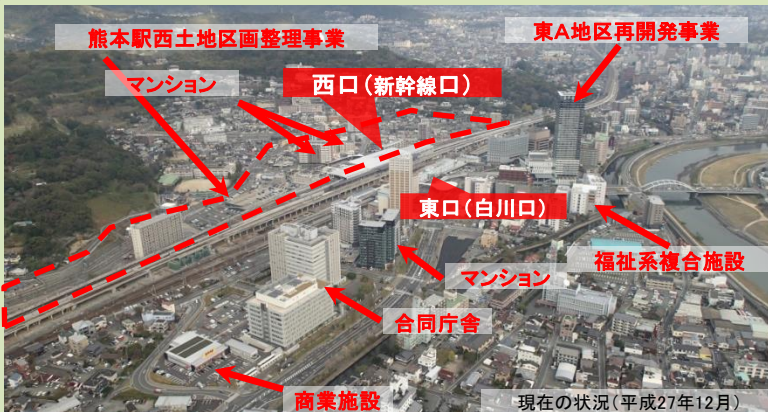 熊本駅西土地区画整理事業
東A地区再開発事業
マンション
西口(新幹線口)
東口(白川口)
マンション
福祉系複合施設
合同庁舎
商業施設
現在の状況(平成27年12月)